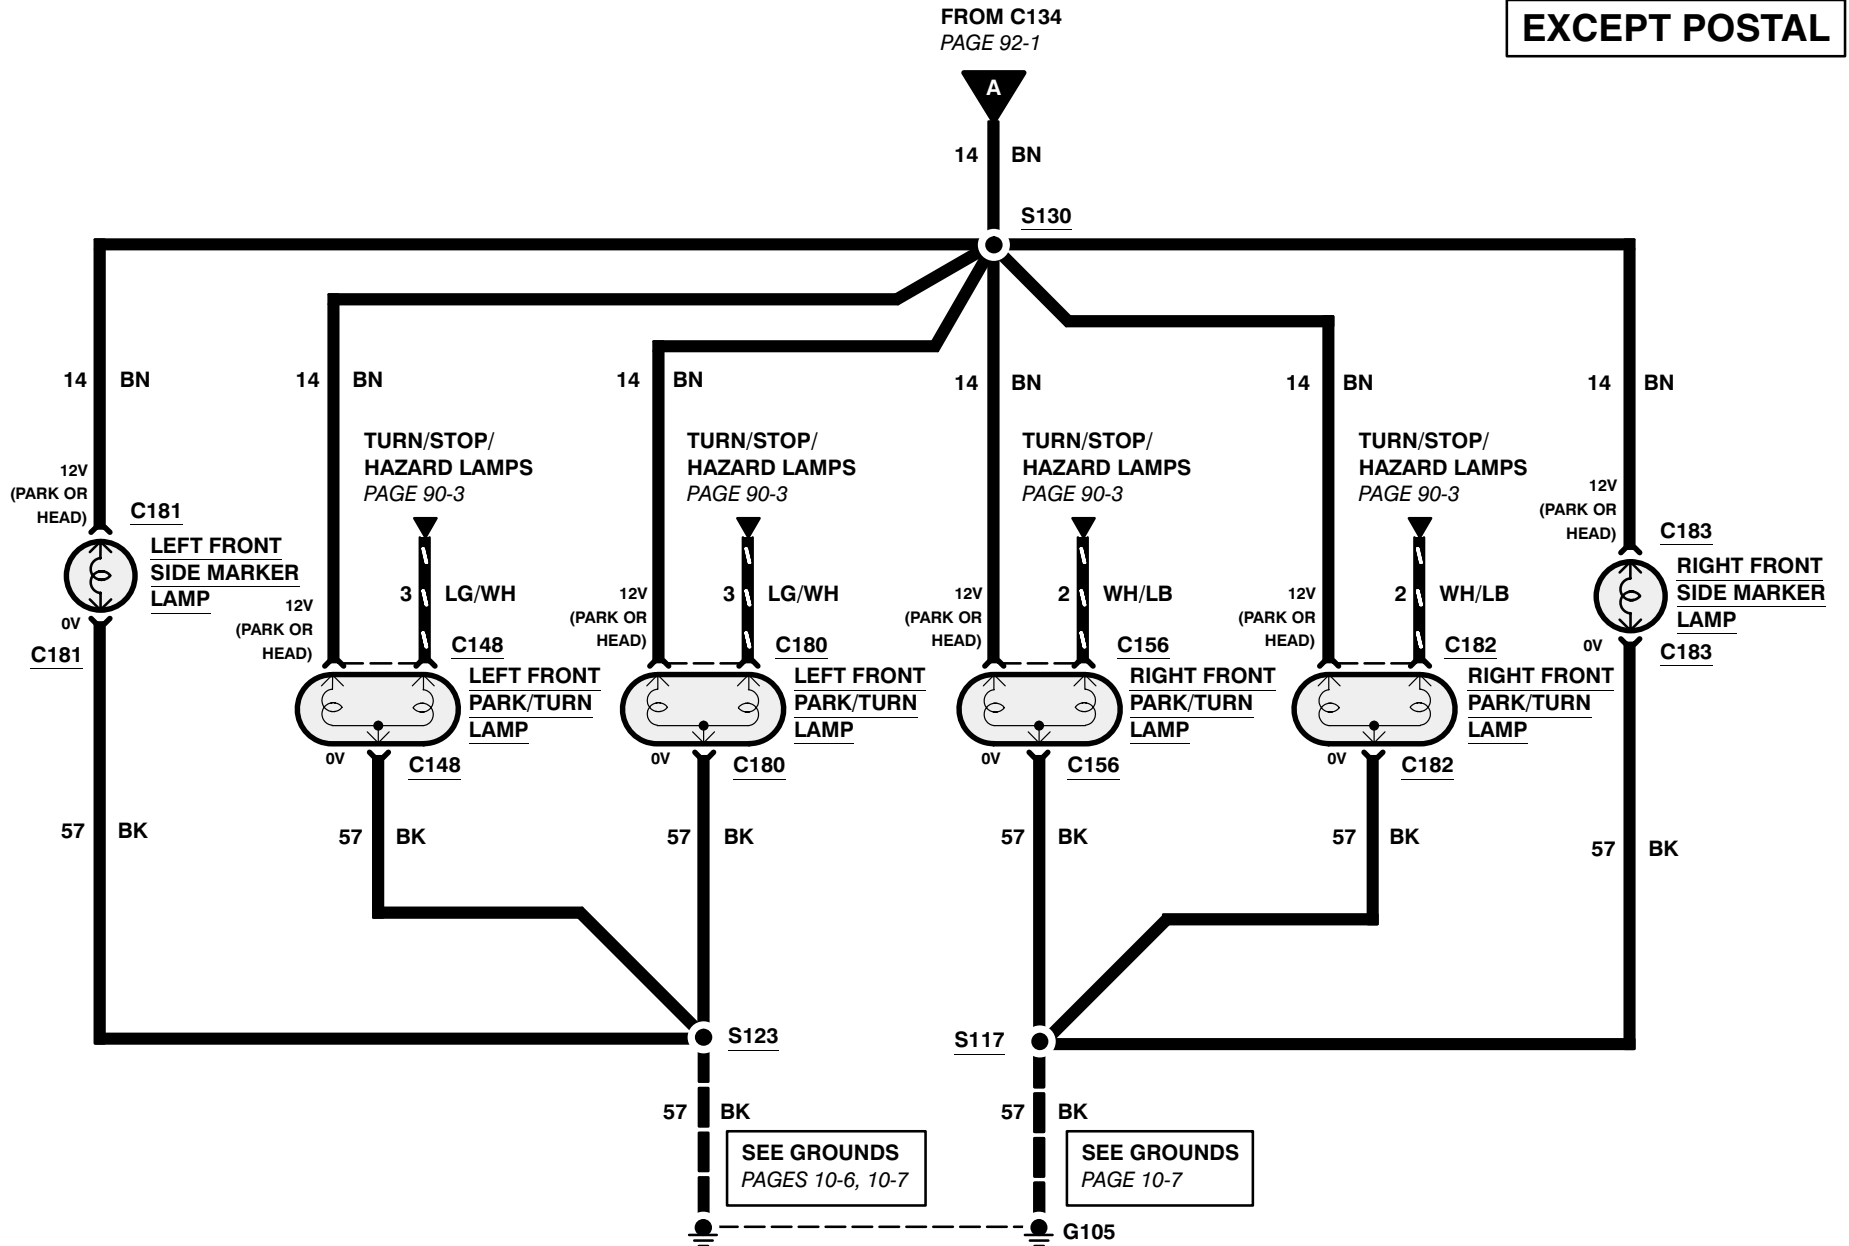 FROM C134
PAGE 92-1
EXCEPT POSTAL
A
14 BN
S130
14 BN
14 BN
14 BN
14 BN
14 BN
14 BN
TURN/STOP/
HAZARD LAMPS
PAGE 90-3
TURN/STOP/
HAZARD LAMPS
PAGE 90-3
TURN/STOP/
HAZARD LAMPS
PAGE 90-3
TURN/STOP/
HAZARD LAMPS
PAGE 90-3
12V
(PARK OR
HEAD)
C181
LEFT FRONT
SIDE MARKER
LAMP
0V
C181
12V
(PARK OR
HEAD)
3 LG/WH
C148
LEFT FRONT
PARK/TURN
LAMP
0V
C148
12V
(PARK OR
HEAD)
3 LG/WH
C180
LEFT FRONT
PARK/TURN
LAMP
0V
C180
12V
(PARK OR
HEAD)
2 WH/LB
C156
RIGHT FRONT
PARK/TURN
LAMP
0V
C156
12V
(PARK OR
HEAD)
2 WH/LB
C182
RIGHT FRONT
PARK/TURN
LAMP
0V
C182
12V
(PARK OR
HEAD)
C183
RIGHT FRONT
SIDE MARKER
LAMP
0V
C183
57 BK
57 BK
57 BK
57 BK
57 BK
57 BK
S123
S117
57 BK
57 BK
SEE GROUNDS
PAGES 10-6, 10-7
SEE GROUNDS
PAGE 10-7
G105